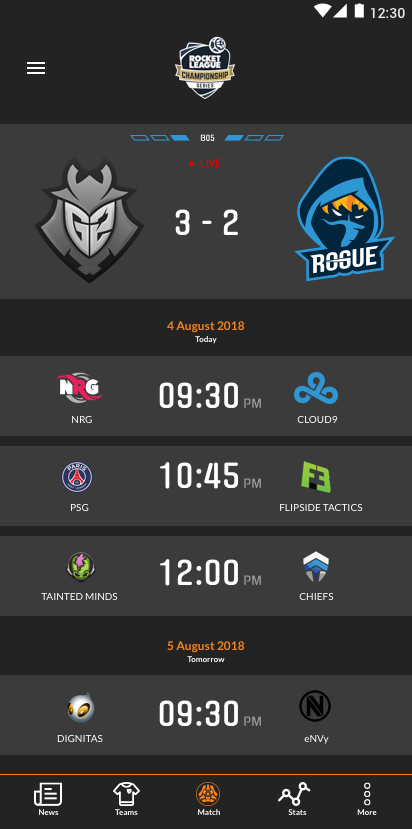 12:30
ROCKET
LEAGUE
CHAMPIONSHIP
SERIES
BO5
LIVE
3 - 2
G2
ROGUE
4 August 2018
Today
NRG
09:30 PM
NRG
CLOUD9
PARIS
10:45 PM
PSG
FLIPSIDE TACTICS
12:00 PM
TAINTED MINDS
CHIEFS
5 August 2018
Tomorrow
09:30 PM
DIGNITAS
eNVy
News
Teams
Match
Stats
More